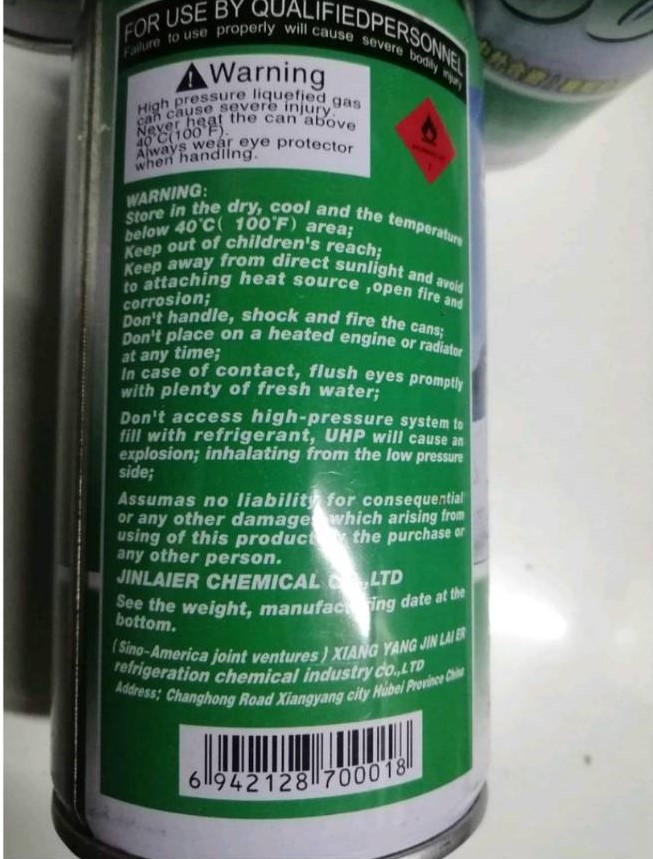 FOR USE BY QUALIFIEDPERSONNEL
Failure to use properly will cause severe bodily injury
Warning
High pressure liquefied gas
can cause severe injury.
Never heat the can above
40℃(100°F).
Always wear eye protector
when handling.
WARNING:
Store in the dry, cool and the temperature
below 40℃( 100°F) area;
Keep out of children's reach;
Keep away from direct sunlight and avoid
to attaching heat source ,open fire and
corrosion;
Don't handle, shock and fire the cans;
Don't place on a heated engine or radiator
at any time;
In case of contact, flush eyes promptly
with plenty of fresh water;
Don't access high-pressure system to
fill with refrigerant, UHP will cause an
explosion; inhalating from the low pressure
side;
Assumas no liability for consequential
or any other damage which arising from
using of this product the purchase or
any other person.
JINLAIER CHEMICAL CO.,LTD
See the weight, manufacturing date at the
bottom.
(Sino-America joint ventures) XIANG YANG JIN LAI ER
refrigeration chemical industry co.,LTD
Address; Changhong Road Xiangyang city Hubei Province China
6 942128 700018